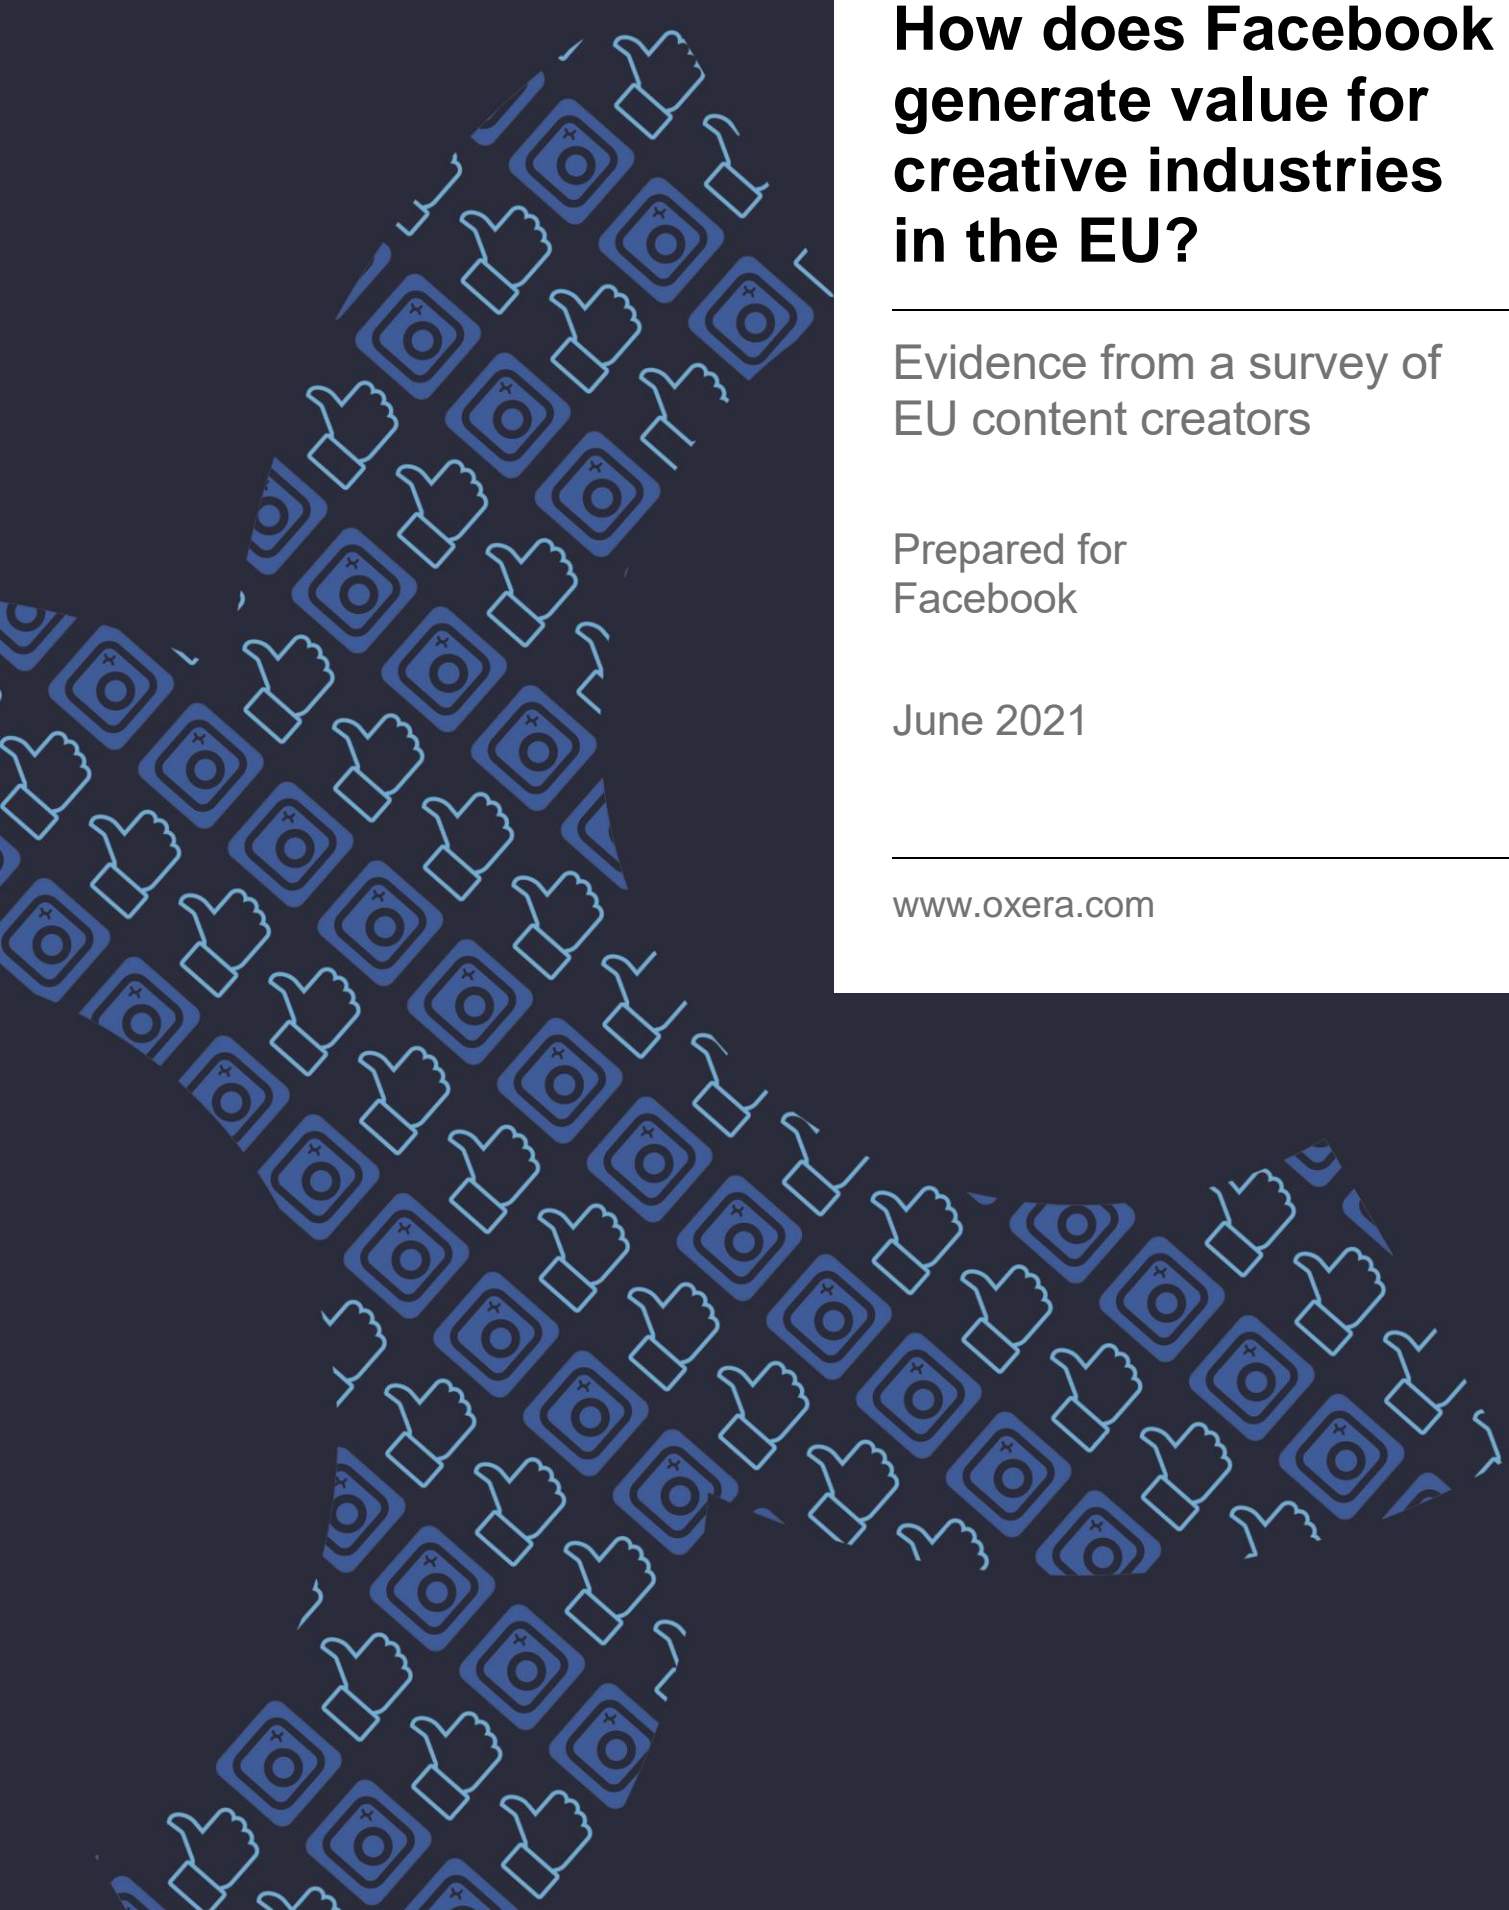 How does Facebook
generate value for
creative industries
in the EU?
Evidence from a survey of
EU content creators
Prepared for
Facebook
June 2021
www.oxera.com